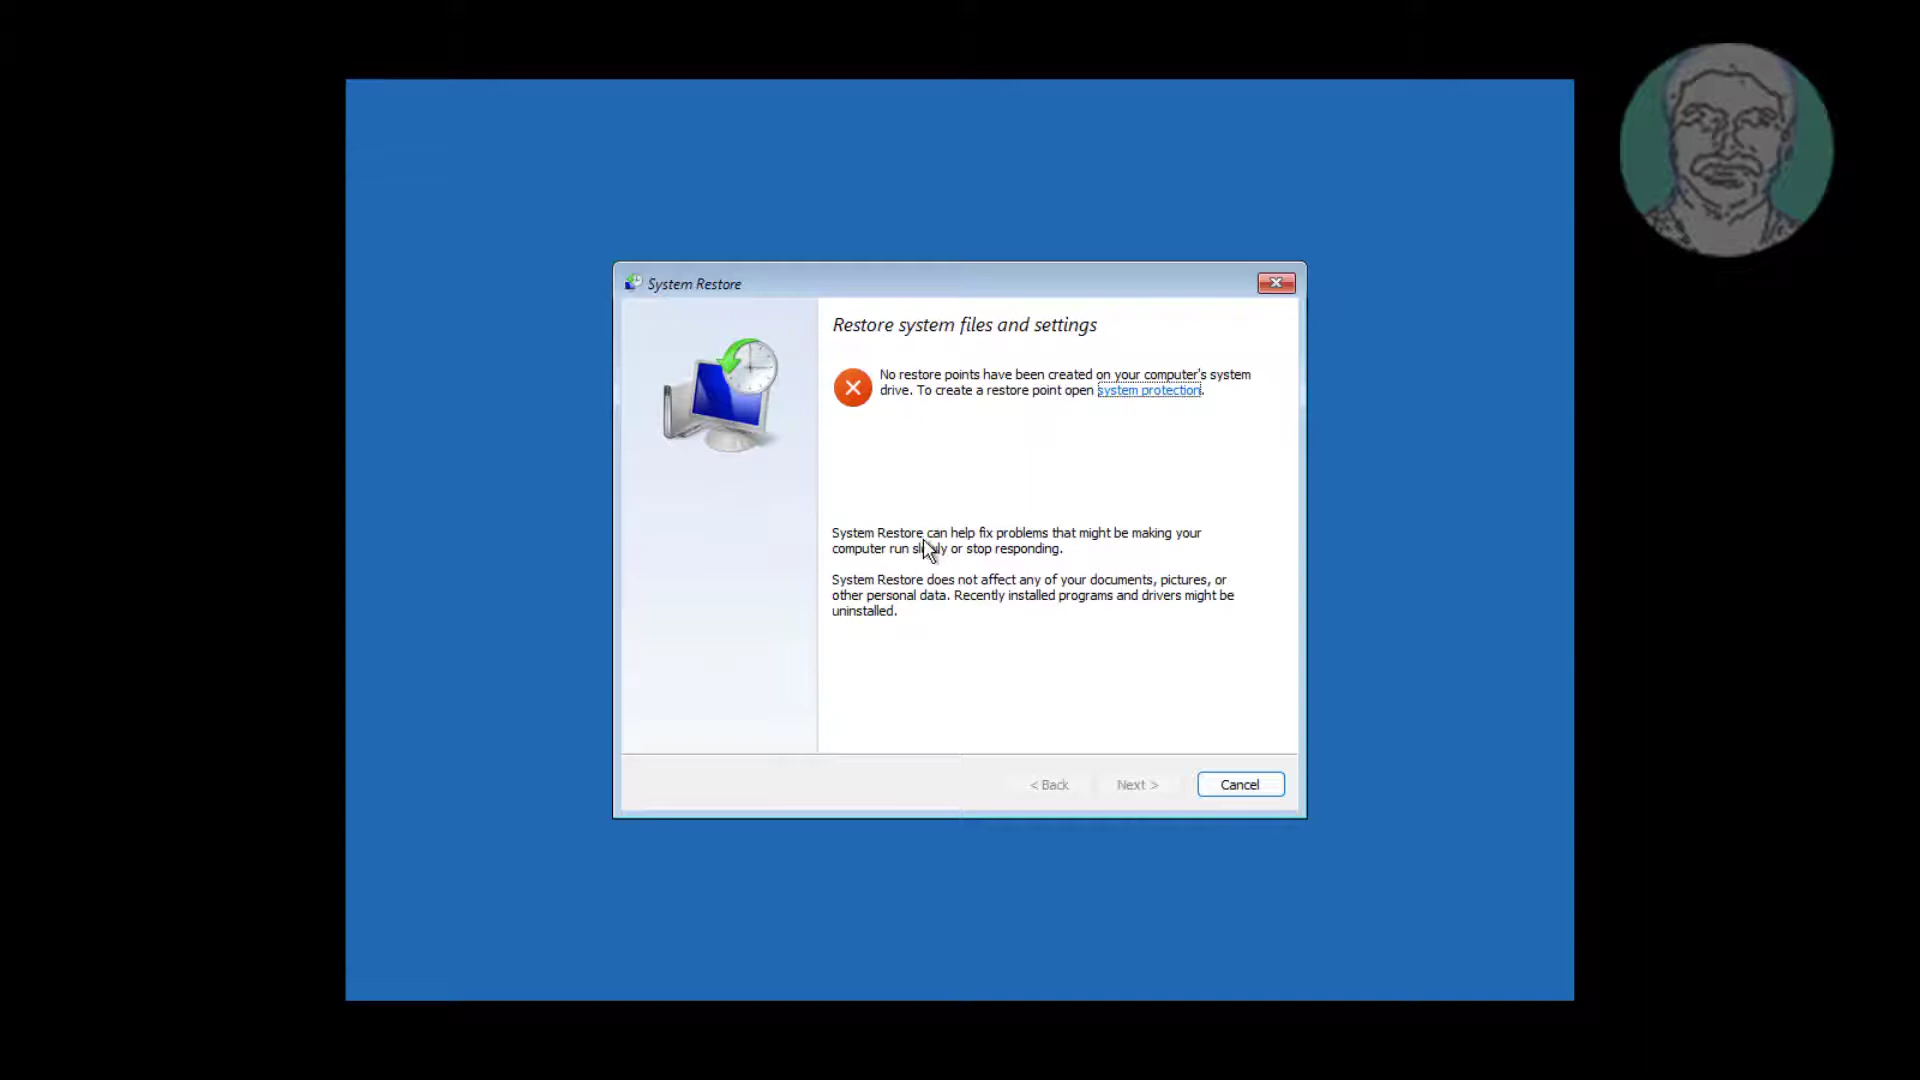 System Restore
Restore system files and settings
No restore points have been created on your computer's system
drive. To create a restore point open system protection.
System Restore can help fix problems that might be making your
computer run slowly or stop responding.
System Restore does not affect any of your documents, pictures, or
other personal data. Recently installed programs and drivers might be
uninstalled.
< Back
Next >
Cancel